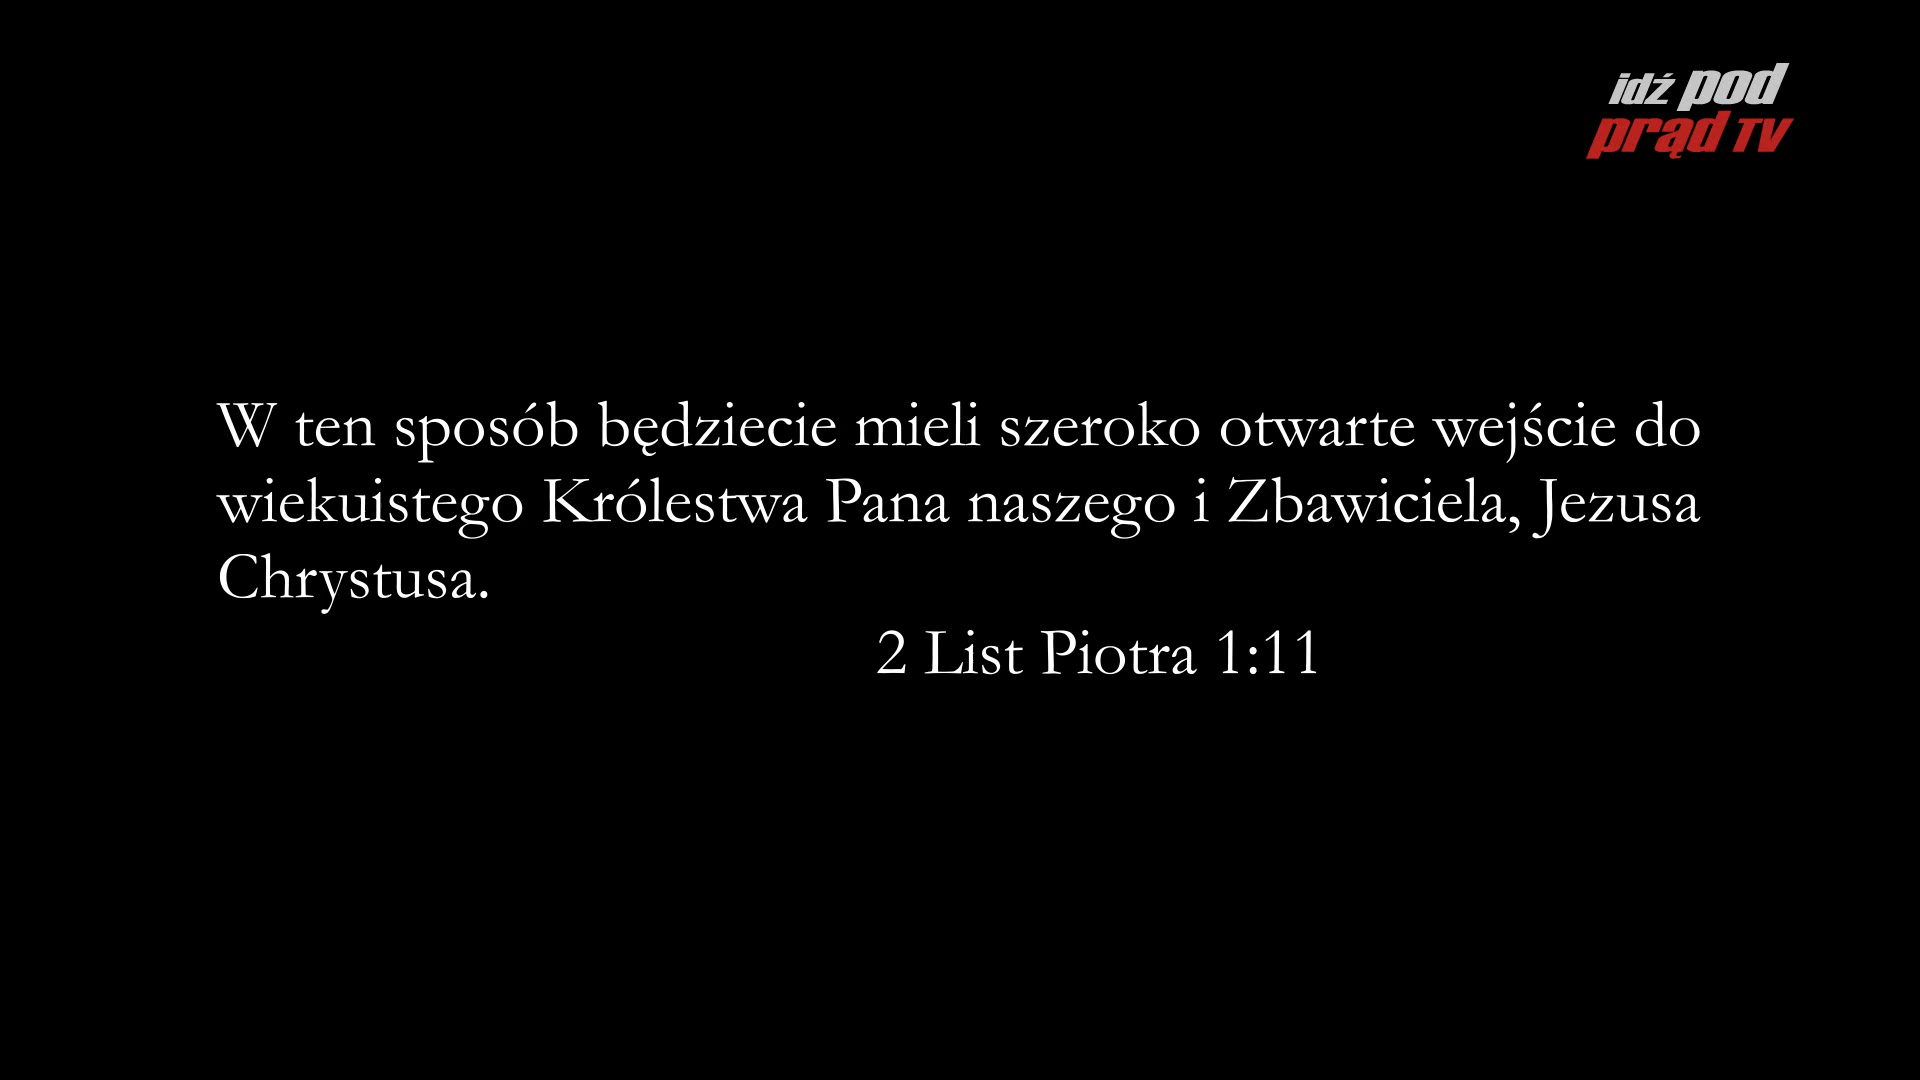 idź pod
prąd TV
W ten sposób będziecie mieli szeroko otwarte wejście do
wiekuistego Królestwa Pana naszego i Zbawiciela, Jezusa
Chrystusa.
2 List Piotra 1:11